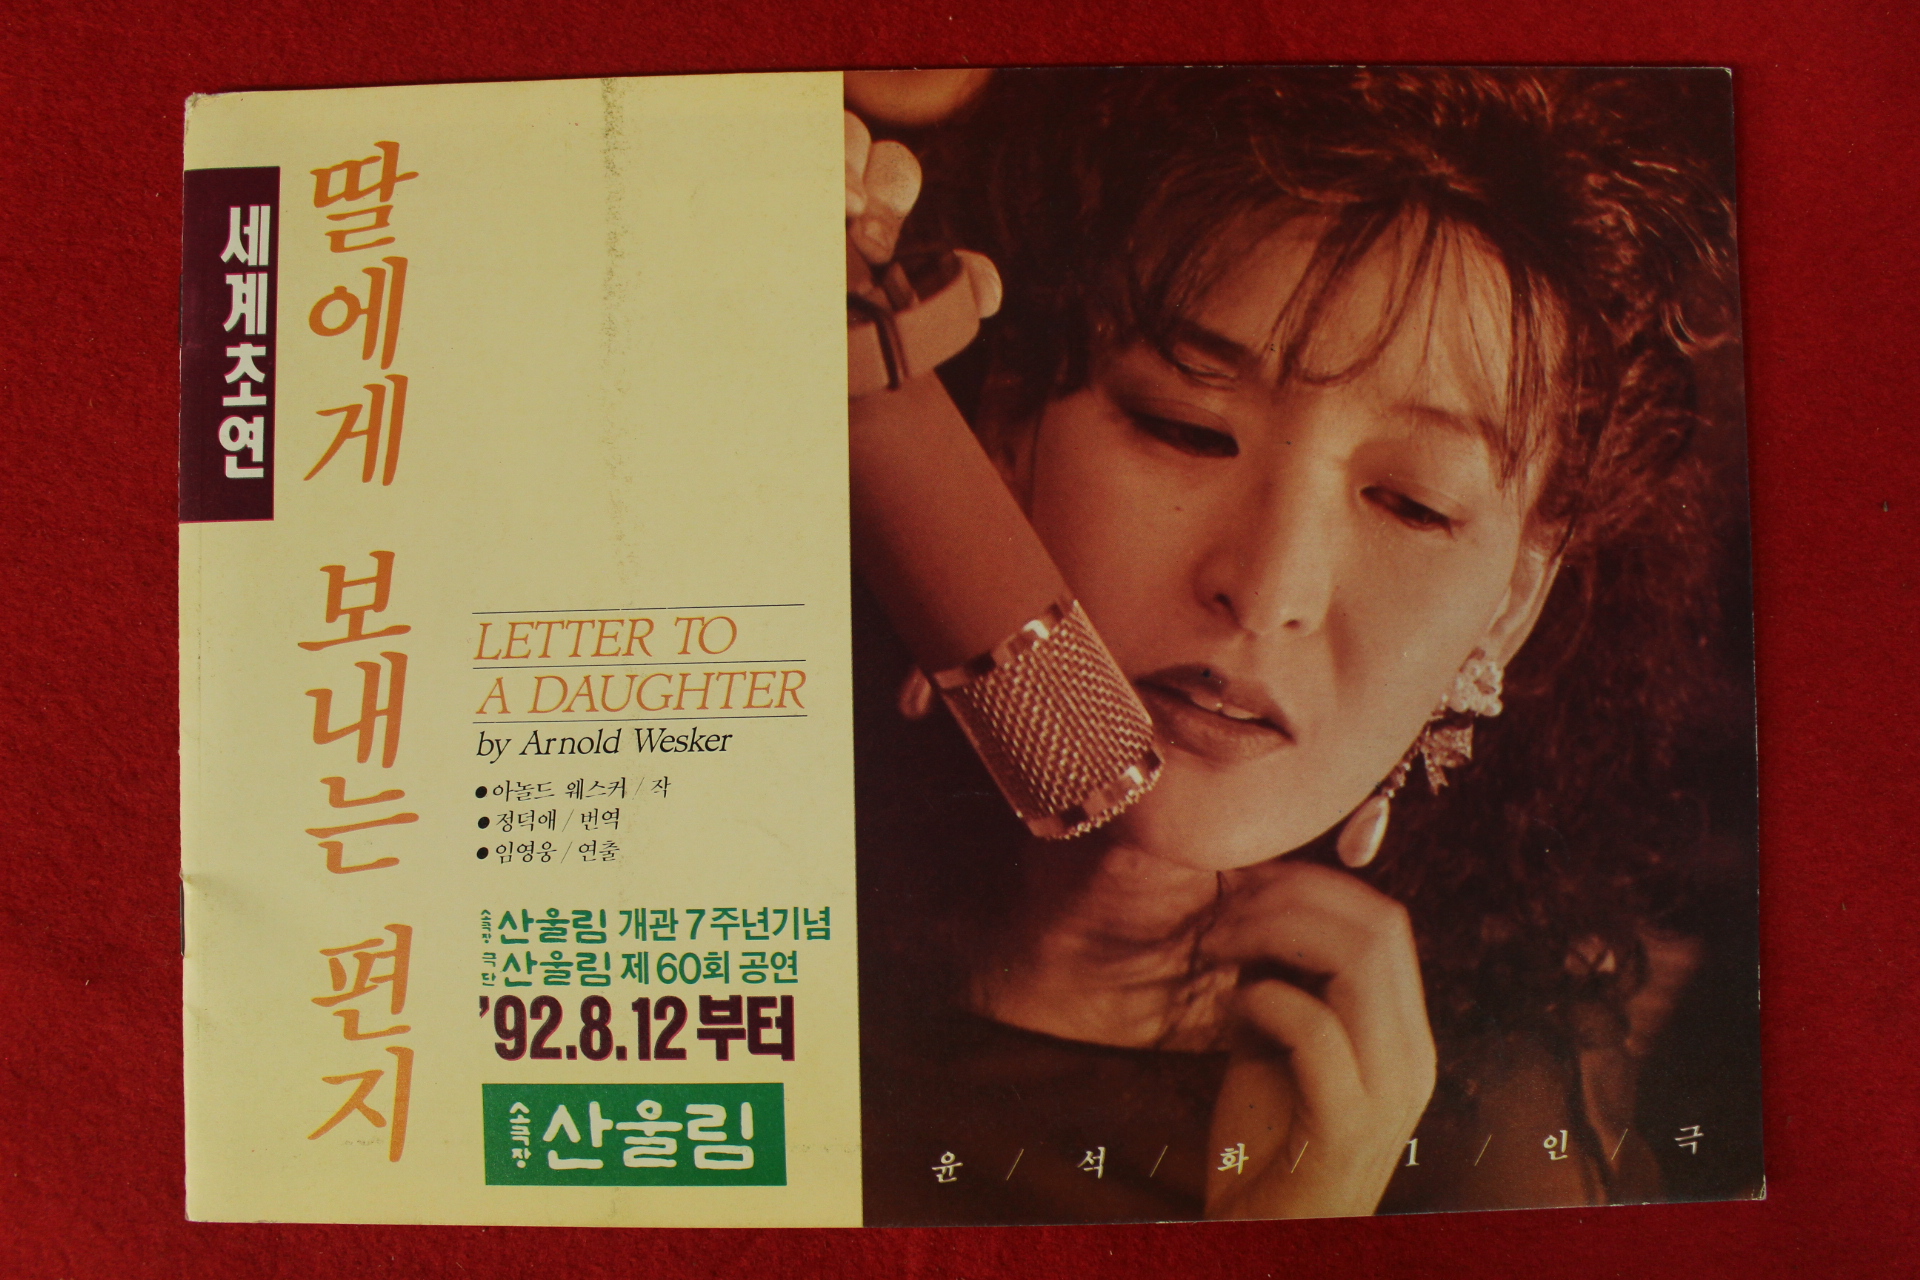 세계초연
딸에게 보내는 편지
LETTER TO
A DAUGHTER
by Arnold Wesker
●아놀드 웨스커/작
●정덕애/번역
●임영웅/연출
소극장 산울림 개관 7주년기념
극단 산울림 제60회 공연
'92.8.12부터
소극장 산울림
윤/석/화/1/인/극